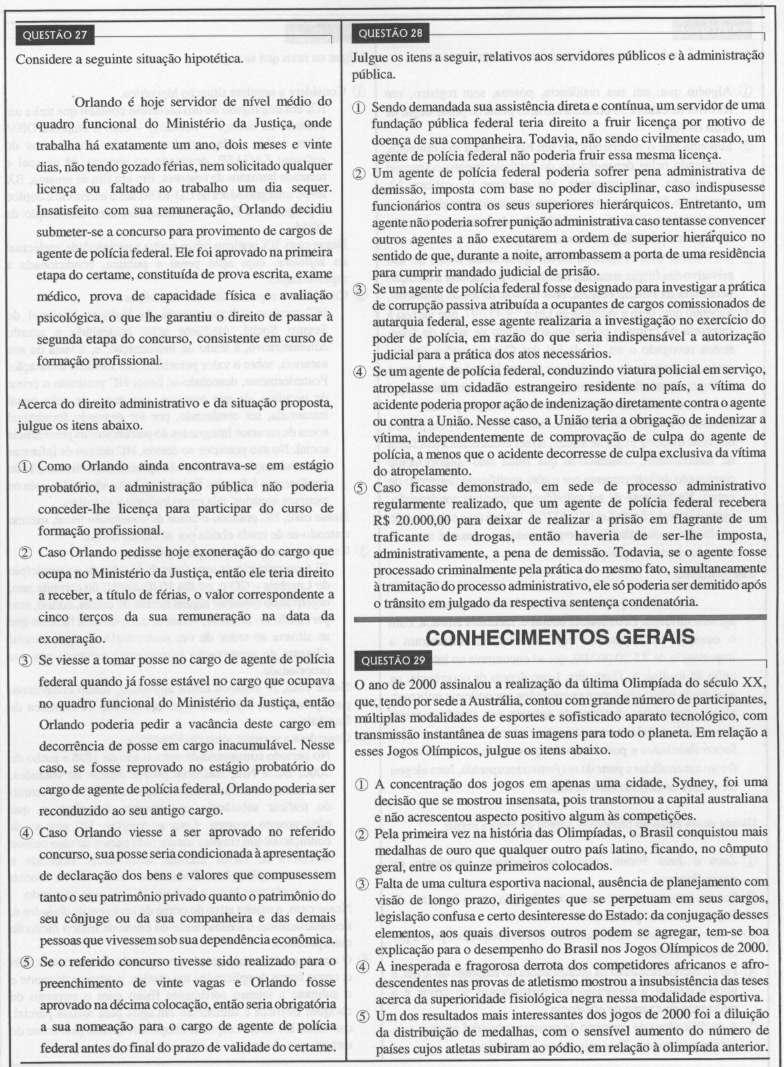 QUESTÃO 27
Considere a seguinte situação hipotética.
Orlando é hoje servidor de nível médio do
quadro funcional do Ministério da Justiça, onde
trabalha há exatamente um ano, dois meses e vinte
dias, não tendo gozado férias, nem solicitado qualquer
licença ou faltado ao trabalho um dia sequer.
Insatisfeito com sua remuneração, Orlando decidiu
submeter-se a concurso para provimento de cargos de
agente de polícia federal. Ele foi aprovado na primeira
etapa do certame, constituída de prova escrita, exame
médico, prova de capacidade física e avaliação
psicológica, o que lhe garantiu o direito de passar à
segunda etapa do concurso, consistente em curso de
formação profissional.
Acerca do direito administrativo e da situação proposta,
julgue os itens abaixo.
① Como Orlando ainda encontrava-se em estágio
probatório, a administração pública não poderia
conceder-lhe licença para participar do curso de
formação profissional.
② Caso Orlando pedisse hoje exoneração do cargo que
ocupa no Ministério da Justiça, então ele teria direito
a receber, a título de férias, o valor correspondente a
cinco terços da sua remuneração na data da
exoneração.
③ Se viesse a tomar posse no cargo de agente de polícia
federal quando já fosse estável no cargo que ocupava
no quadro funcional do Ministério da Justiça, então
Orlando poderia pedir a vacância deste cargo em
decorrência de posse em cargo inacumulável. Nesse
caso, se fosse reprovado no estágio probatório do
cargo de agente de polícia federal, Orlando poderia ser
reconduzido ao seu antigo cargo.
④ Caso Orlando viesse a ser aprovado no referido
concurso, sua posse seria condicionada à apresentação
de declaração dos bens e valores que compusessem
tanto o seu patrimônio privado quanto o patrimônio do
seu cônjuge ou da sua companheira e das demais
pessoas que vivessem sob sua dependência econômica.
⑤ Se o referido concurso tivesse sido realizado para o
preenchimento de vinte vagas e Orlando fosse
aprovado na décima colocação, então seria obrigatória
a sua nomeação para o cargo de agente de polícia
federal antes do final do prazo de validade do certame.
QUESTÃO 28
Julgue os itens a seguir, relativos aos servidores públicos e à administração
pública.
① Sendo demandada sua assistência direta e contínua, um servidor de uma
fundação pública federal teria direito a fruir licença por motivo de
doença de sua companheira. Todavia, não sendo civilmente casado, um
agente de polícia federal não poderia fruir essa mesma licença.
② Um agente de polícia federal poderia sofrer pena administrativa de
demissão, imposta com base no poder disciplinar, caso indispusesse
funcionários contra os seus superiores hierárquicos. Entretanto, um
agente não poderia sofrer punição administrativa caso tentasse convencer
outros agentes a não executarem a ordem de superior hierárquico no
sentido de que, durante a noite, arrombassem a porta de uma residência
para cumprir mandado judicial de prisão.
③ Se um agente de polícia federal fosse designado para investigar a prática
de corrupção passiva atribuída a ocupantes de cargos comissionados de
autarquia federal, esse agente realizaria a investigação no exercício do
poder de polícia, em razão do que seria indispensável a autorização
judicial para a prática dos atos necessários.
④ Se um agente de polícia federal, conduzindo viatura policial em serviço,
atropelasse um cidadão estrangeiro residente no país, a vítima do
acidente poderia propor ação de indenização diretamente contra o agente
ou contra a União. Nesse caso, a União teria a obrigação de indenizar a
vítima, independentemente de comprovação de culpa do agente de
polícia, a menos que o acidente decorresse de culpa exclusiva da vítima
do atropelamento.
⑤ Caso ficasse demonstrado, em sede de processo administrativo
regularmente realizado, que um agente de polícia federal recebera
R$ 20.000,00 para deixar de realizar a prisão em flagrante de um
traficante de drogas, então haveria de ser-lhe imposta,
administrativamente, a pena de demissão. Todavia, se o agente fosse
processado criminalmente pela prática do mesmo fato, simultaneamente
à tramitação do processo administrativo, ele só poderia ser demitido após
o trânsito em julgado da respectiva sentença condenatória.
CONHECIMENTOS GERAIS
QUESTÃO 29
O ano de 2000 assinalou a realização da última Olimpíada do século XX,
que, tendo por sede a Austrália, contou com grande número de participantes,
múltiplas modalidades de esportes e sofisticado aparato tecnológico, com
transmissão instantânea de suas imagens para todo o planeta. Em relação a
esses Jogos Olímpicos, julgue os itens abaixo.
① A concentração dos jogos em apenas uma cidade, Sydney, foi uma
decisão que se mostrou insensata, pois transtornou a capital australiana
e não acrescentou aspecto positivo algum às competições.
② Pela primeira vez na história das Olimpíadas, o Brasil conquistou mais
medalhas de ouro que qualquer outro país latino, ficando, no cômputo
geral, entre os quinze primeiros colocados.
③ Falta de uma cultura esportiva nacional, ausência de planejamento com
visão de longo prazo, dirigentes que se perpetuam em seus cargos,
legislação confusa e certo desinteresse do Estado: da conjugação desses
elementos, aos quais diversos outros podem se agregar, tem-se boa
explicação para o desempenho do Brasil nos Jogos Olímpicos de 2000.
④ A inesperada e fragorosa derrota dos competidores africanos e afro-
descendentes nas provas de atletismo mostrou a insubsistência das teses
acerca da superioridade fisiológica negra nessa modalidade esportiva.
⑤ Um dos resultados mais interessantes dos jogos de 2000 foi a diluição
da distribuição de medalhas, com o sensível aumento do número de
países cujos atletas subiram ao pódio, em relação à olimpíada anterior.